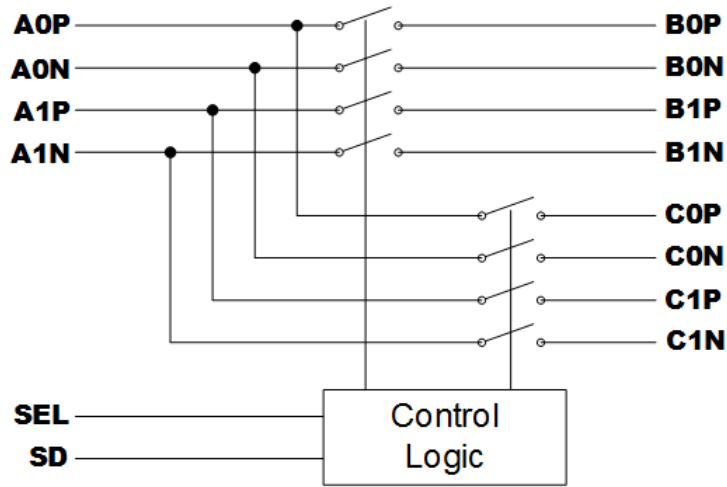 A0P
B0P
A0N
B0N
A1P
B1P
A1N
B1N
C0P
C0N
C1P
C1N
SEL
SD
Control
Logic